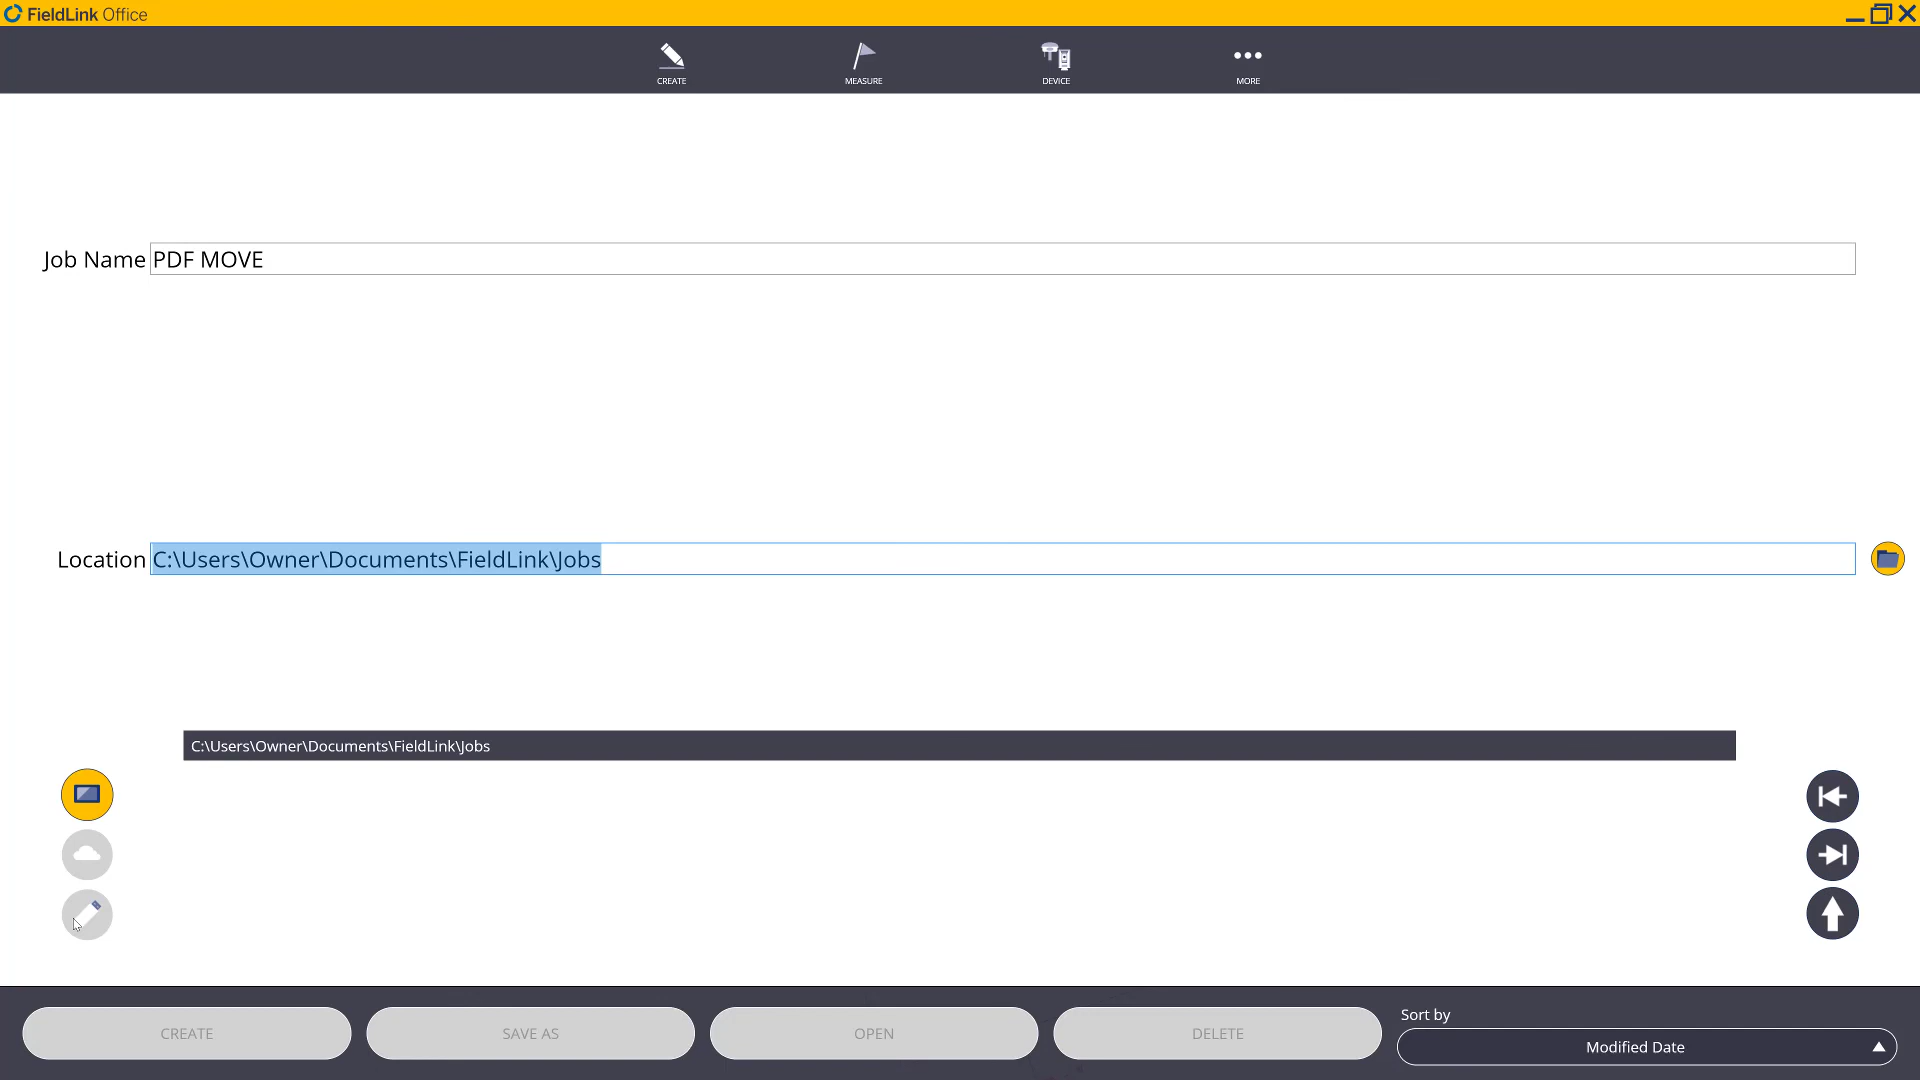 FieldLink Office
CREATE
MEASURE
DEVICE
MORE
Job Name PDF MOVE
Location C:\Users\Owner\Documents\FieldLink\Jobs
C:\Users\Owner\Documents\FieldLink\Jobs
CREATE
SAVE AS
OPEN
DELETE
Sort by
Modified Date